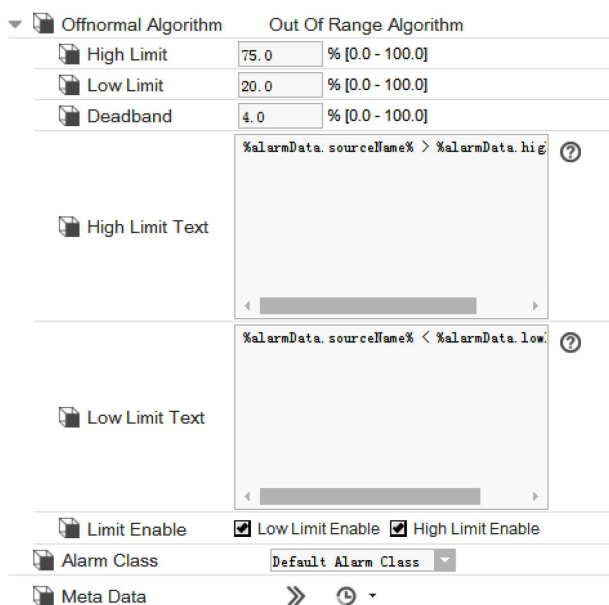 Offnormal Algorithm Out Of Range Algorithm
High Limit 75.0 % [0.0 - 100.0]
Low Limit 20.0 % [0.0 - 100.0]
Deadband 4.0 % [0.0 - 100.0]
%alarmData.sourceName% > %alarmData.hig
High Limit Text
%alarmData.sourceName% < %alarmData.low
Low Limit Text
Limit Enable Low Limit Enable High Limit Enable
Alarm Class Default Alarm Class
Meta Data